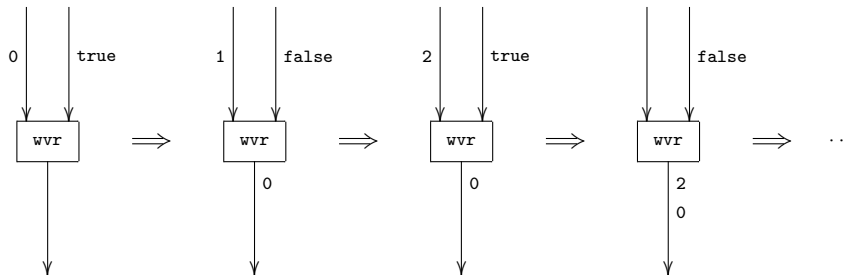 0 true 1 false 2 true false
wvr ⟹ wvr ⟹ wvr ⟹ wvr ⟹ ··
0 0 2
0